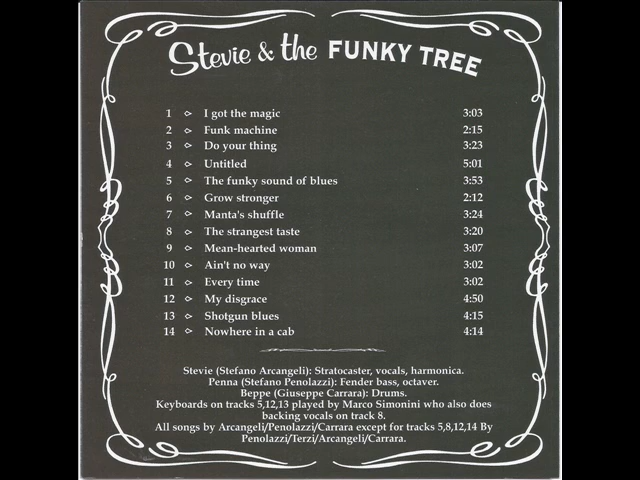 Stevie & the FUNKY TREE
1 I got the magic 3:03
2 Funk machine 2:15
3 Do your thing 3:23
4 Untitled 5:01
5 The funky sound of blues 3:53
6 Grow stronger 2:12
7 Manta's shuffle 3:24
8 The strangest taste 3:20
9 Mean-hearted woman 3:07
10 Ain't no way 3:02
11 Every time 3:02
12 My disgrace 4:50
13 Shotgun blues 4:15
14 Nowhere in a cab 4:14
Stevie (Stefano Arcangeli): Stratocaster, vocals, harmonica.
Penna (Stefano Penolazzi): Fender bass, octaver.
Beppe (Giuseppe Carrara): Drums.
Keyboards on tracks 5,12,13 played by Marco Simonini who also does
backing vocals on track 8.
All songs by Arcangeli/Penolazzi/Carrara except for tracks 5,8,12,14 By
Penolazzi/Terzi/Arcangeli/Carrara.